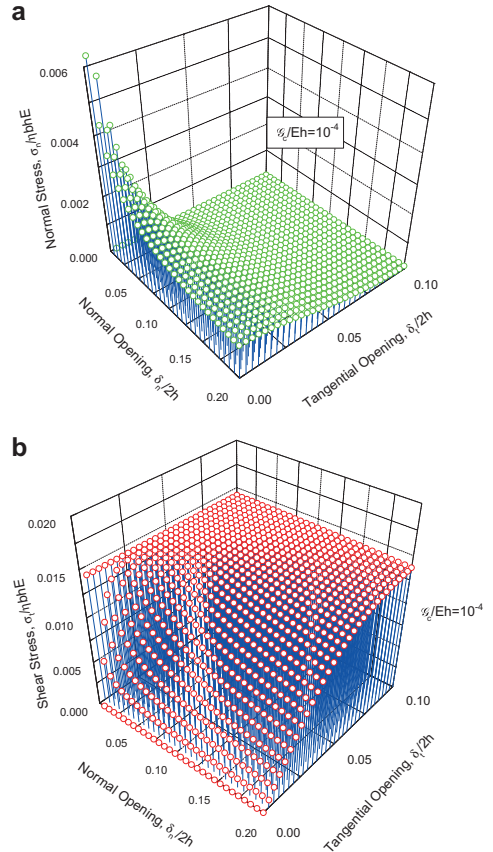 a
0.006
0.004
0.002
0.000
Normal Stress, σn/ηbhE
𝒢c/Eh=10-4
0.05
0.10
0.15
0.20
Normal Opening, δn/2h
0.00
0.05
0.10
Tangential Opening, δt/2h
b
0.020
0.015
0.010
0.005
0.000
Shear Stress, σt/ηbhE
𝒢c/Eh=10-4
0.05
0.10
0.15
0.20
Normal Opening, δn/2h
0.00
0.05
0.10
Tangential Opening, δt/2h